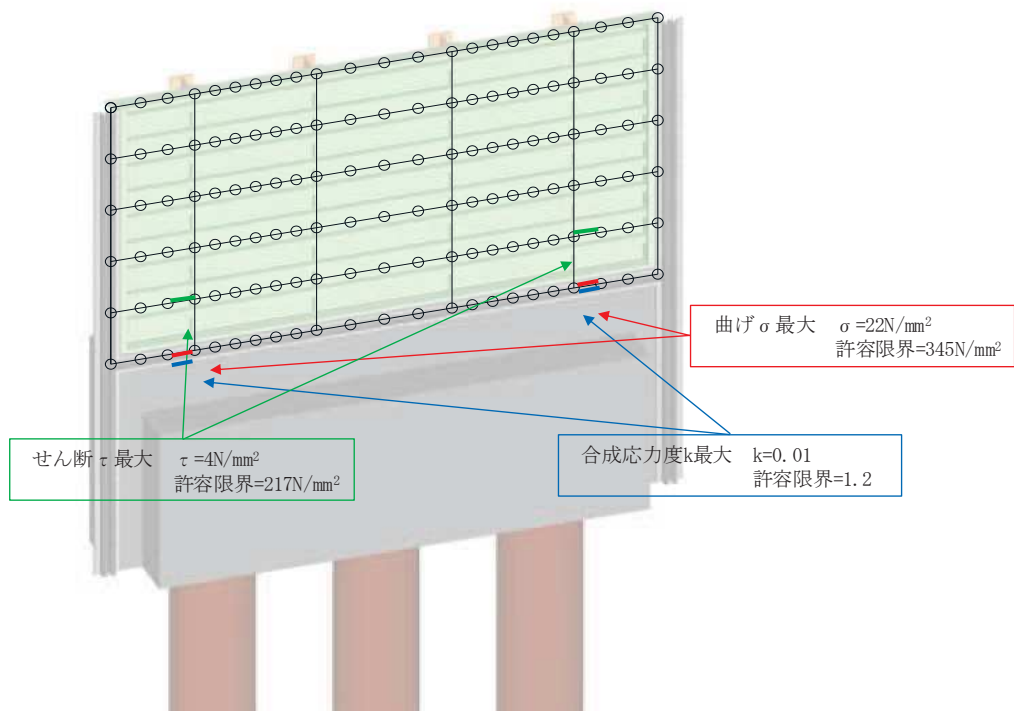 曲げσ最大 σ=22N/mm²
許容限界=345N/mm²
せん断τ最大 τ=4N/mm²
許容限界=217N/mm²
合成応力度k最大 k=0.01
許容限界=1.2